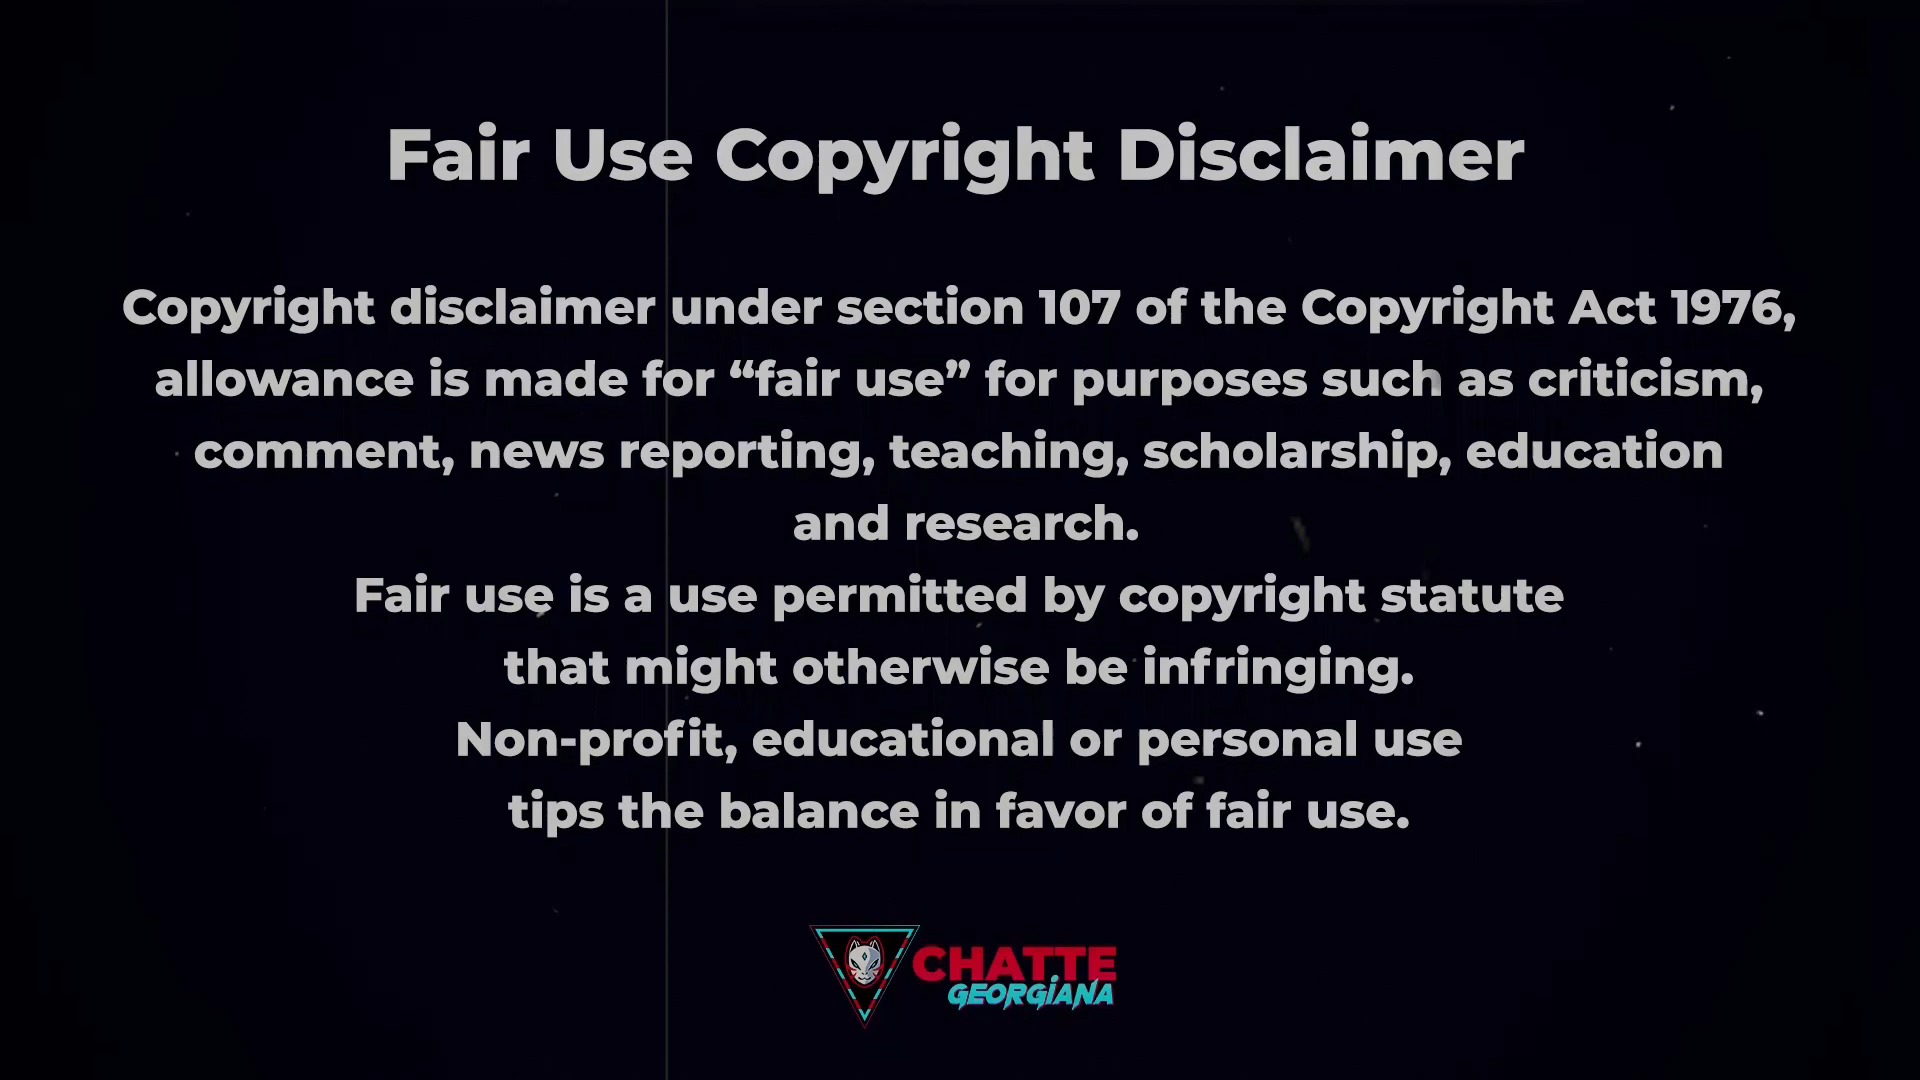 Fair Use Copyright Disclaimer
Copyright disclaimer under section 107 of the Copyright Act 1976,
allowance is made for “fair use” for purposes such as criticism,
comment, news reporting, teaching, scholarship, education
and research.
Fair use is a use permitted by copyright statute
that might otherwise be infringing.
Non-profit, educational or personal use
tips the balance in favor of fair use.
CHATTE
GEORGIANA